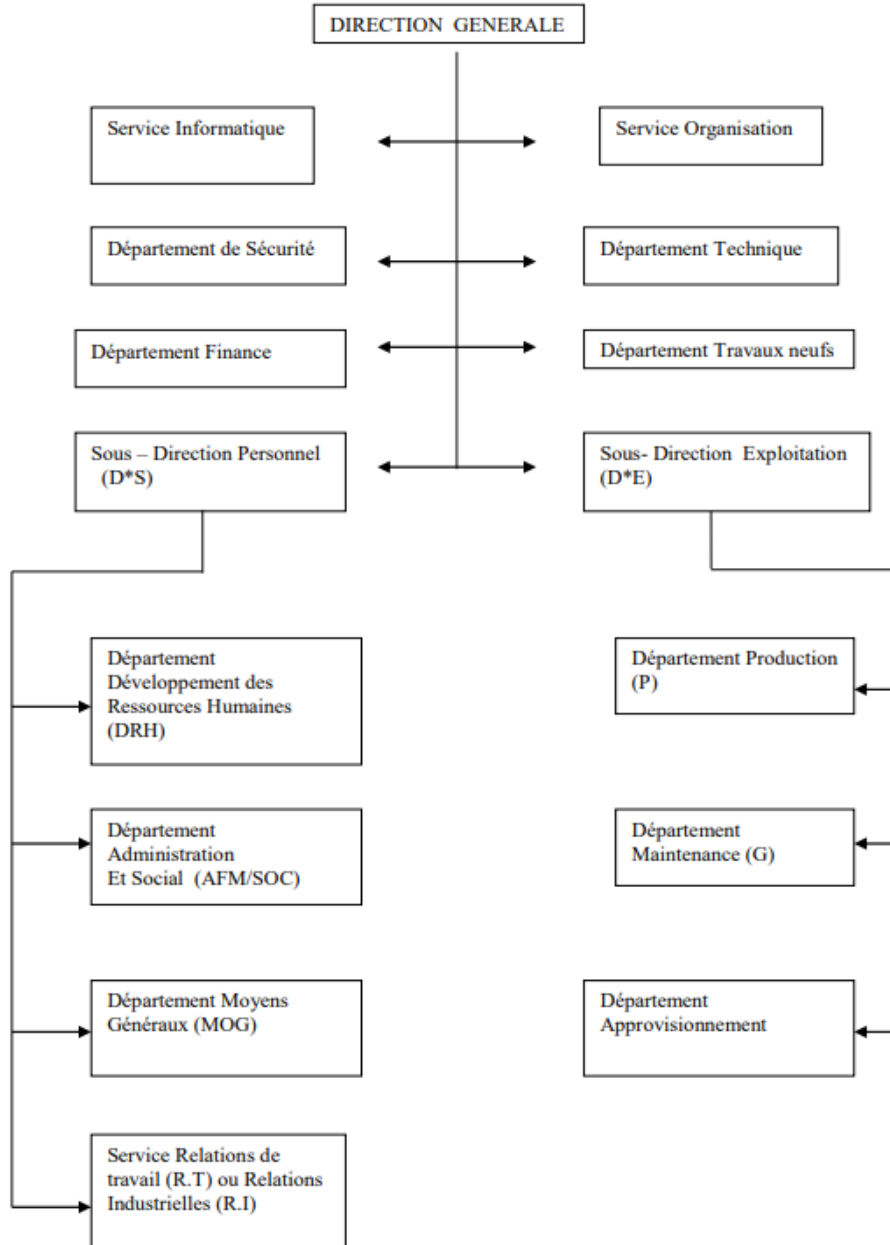 DIRECTION GENERALE
Service Informatique
Service Organisation
Département de Sécurité
Département Technique
Département Finance
Département Travaux neufs
Sous – Direction Personnel
(D*S)
Sous- Direction Exploitation
(D*E)
Département
Développement des
Ressources Humaines
(DRH)
Département Production
(P)
Département
Administration
Et Social (AFM/SOC)
Département
Maintenance (G)
Département Moyens
Généraux (MOG)
Département
Approvisionnement
Service Relations de
travail (R.T) ou Relations
Industrielles (R.I)